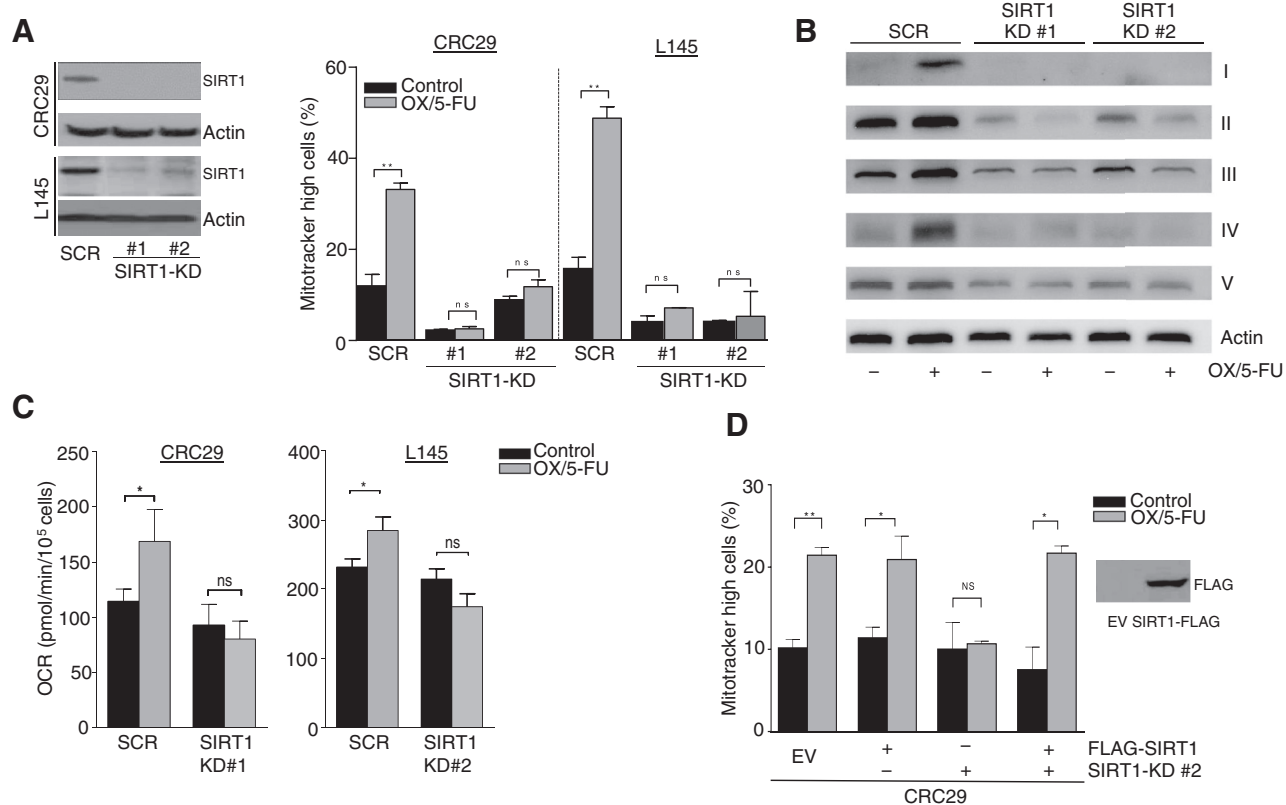 A
CRC29
SIRT1
Actin
L145
SIRT1
Actin
SCR
#1 #2
SIRT1-KD
CRC29
L145
Mitotracker high cells (%)
60
40
20
0
Control
OX/5-FU
**
n s
n s
**
n s
n s
SCR #1 #2 SCR #1 #2
SIRT1-KD SIRT1-KD
B
SCR
SIRT1
KD #1
SIRT1
KD #2
I
II
III
IV
V
Actin
– + – + – + OX/5-FU
C
CRC29
OCR (pmol/min/10⁵ cells)
250
200
150
100
50
0
*
ns
SCR
SIRT1
KD#1
L145
400
300
200
100
0
*
ns
SCR
SIRT1
KD#2
Control
OX/5-FU
D
Mitotracker high cells (%)
30
20
10
0
**
*
NS
*
Control
OX/5-FU
FLAG
EV SIRT1-FLAG
EV
+ – + FLAG-SIRT1
– + + SIRT1-KD #2
CRC29